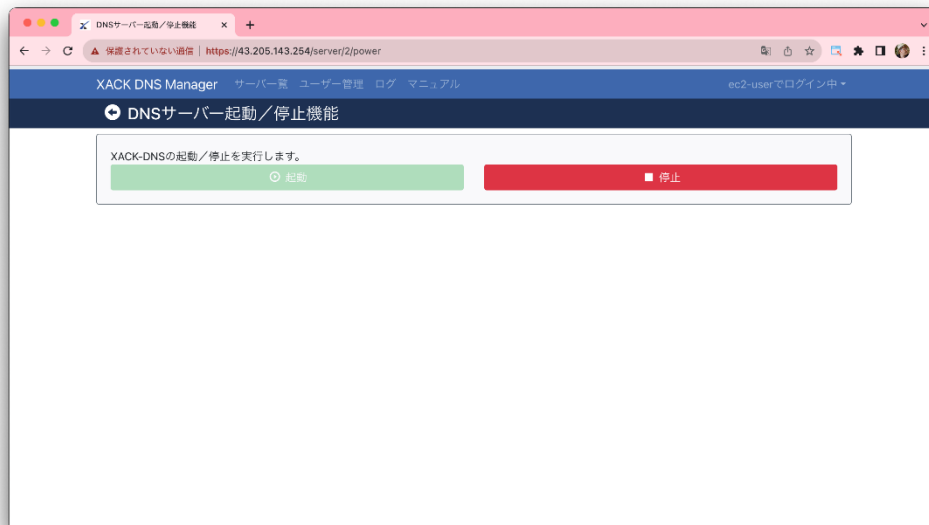 DNSサーバー起動／停止機能
保護されていない通信 | https://43.205.143.254/server/2/power
XACK DNS Manager サーバー覧 ユーザー管理 ログ マニュアル ec2-userでログイン中
DNSサーバー起動／停止機能
XACK-DNSの起動／停止を実行します。
起動 停止